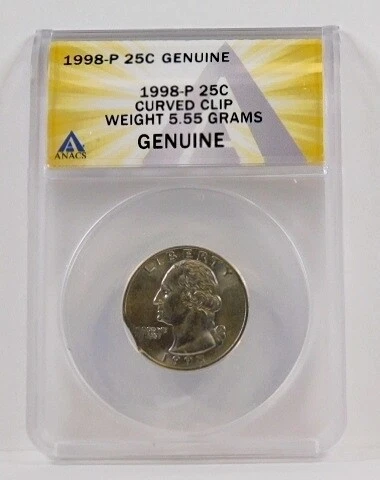 1998-P 25C GENUINE
1998-P 25C
CURVED CLIP
WEIGHT 5.55 GRAMS
GENUINE
ANACS
LIBERTY